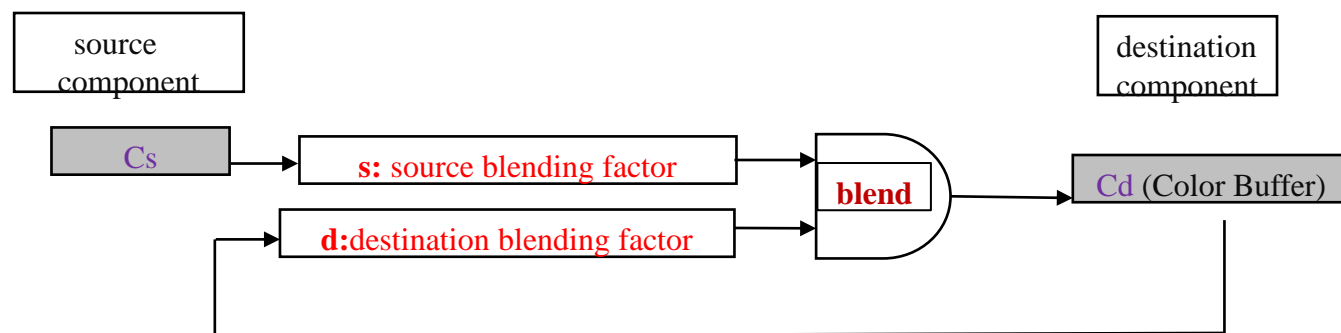 source
component
destination
component
Cs
s: source blending factor
blend
Cd (Color Buffer)
d:destination blending factor